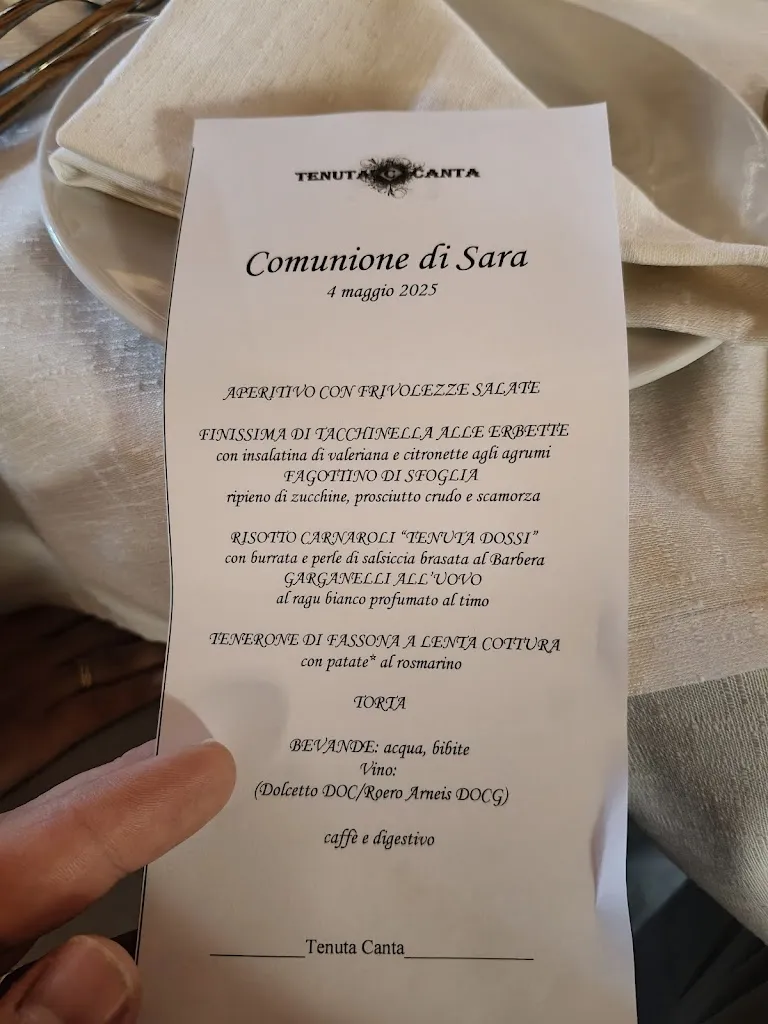 TENUTA C CANTA
Comunione di Sara
4 maggio 2025
APERITIVO CON FRIVOLEZZE SALATE
FINISSIMA DI TACCHINELLA ALLE ERBETTE
con insalatina di valeriana e citronette agli agrumi
FAGOTTINO DI SFOGLIA
ripieno di zucchine, prosciutto crudo e scamorza
RISOTTO CARNAROLI “TENUTA DOSSI”
con burrata e perle di salsiccia brasata al Barbera
GARGANELLI ALL’UOVO
al ragu bianco profumato al timo
TENERONE DI FASSONA A LENTA COTTURA
con patate* al rosmarino
TORTA
BEVANDE: acqua, bibite
Vino:
(Dolcetto DOC/Roero Arneis DOCG)
caffè e digestivo
_________Tenuta Canta____________